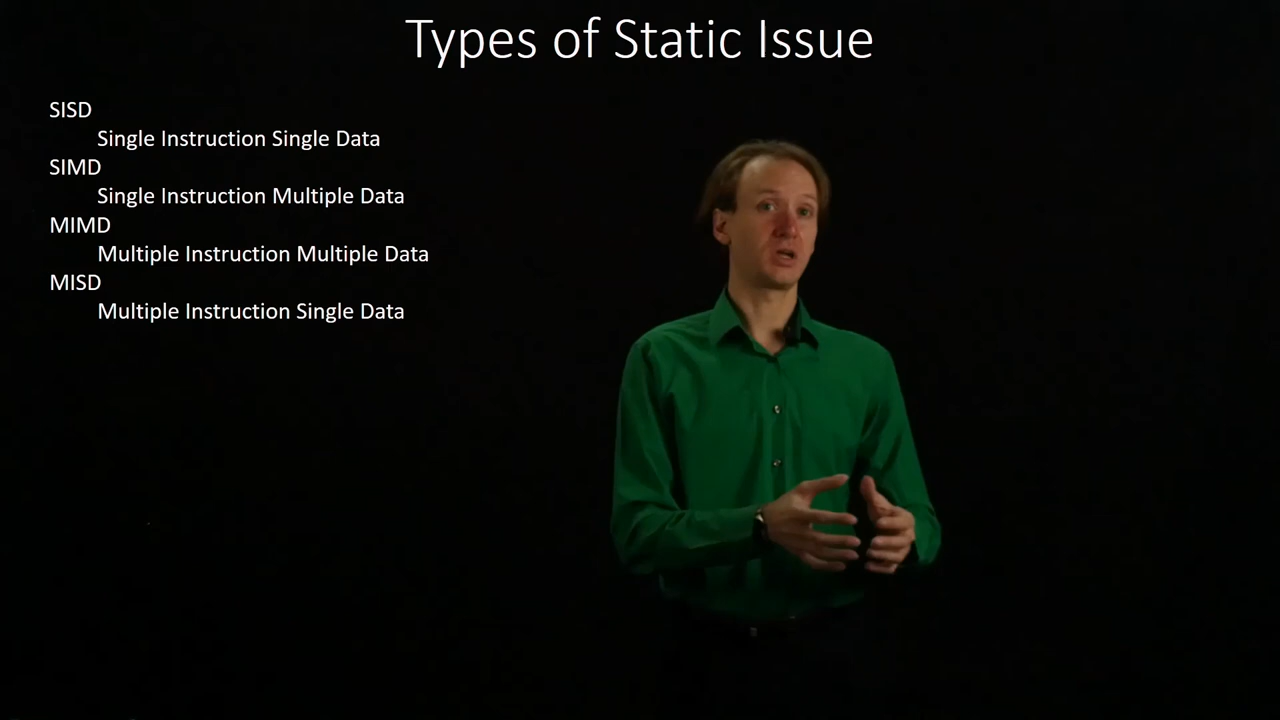 Types of Static Issue
SISD
Single Instruction Single Data
SIMD
Single Instruction Multiple Data
MIMD
Multiple Instruction Multiple Data
MISD
Multiple Instruction Single Data